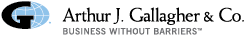 Arthur J. Gallagher & Co.
BUSINESS WITHOUT BARRIERS™